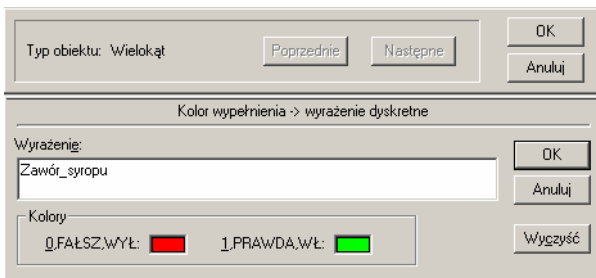 OK
Typ obiektu: Wielokąt Poprzednie Następne
Anuluj
Kolor wypełnienia -> wyrażenie dyskretne
Wyrażenie:
OK
Zawór_syropu
Anuluj
Kolory
0,FAŁSZ,WYŁ: 1,PRAWDA,WŁ: Wyczyść